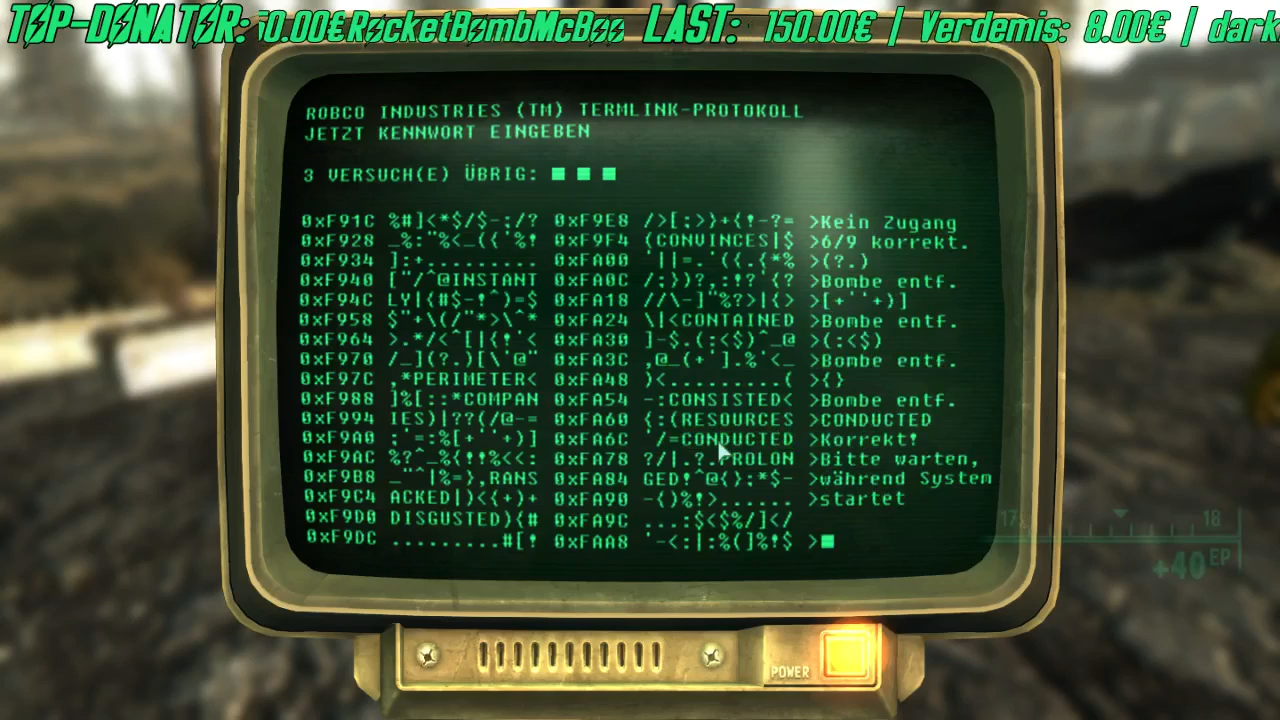 TOP-DONATOR: 50.00€RocketBombMcBoo LAST: 150.00€ | Verdemis: 8.00€ | dark
ROBCO INDUSTRIES (TM) TERMLINK-PROTOKOLL
JETZT KENNWORT EINGEBEN
3 VERSUCH(E) ÜBRIG: ■ ■ ■
0xF91C %#]<*$/$-;/? 0xF9E8 />[;>}+{!-?= >Kein Zugang
0xF928 _%:"%<_({'%! 0xF9F4 (CONVINCES|$ >6/9 korrekt.
0xF934 ]:+......... 0xFA00 '||=.'({.{*% >(?.)
0xF940 ["/^@INSTANT 0xFA0C /:})?,:!?'{? >Bombe entf.
0xF94C LY|{#$-!^)=$ 0xFA18 //\-]"%?>|{> >[+''+)]
0xF958 $"+\(/"*>\^* 0xFA24 \|<CONTAINED >Bombe entf.
0xF964 >.*/<^[|{!'< 0xFA30 ]-$.(:<$)^_@ >(:<$)
0xF970 /_](?.)[\'@" 0xFA3C ,@_(+'].%'<_ >Bombe entf.
0xF97C ,*PERIMETER< 0xFA48 )<.........( >{}
0xF988 ]%[::*COMPAN 0xFA54 -:CONSISTED< >Bombe entf.
0xF994 IES)|??(/@-= 0xFA60 {:(RESOURCES >CONDUCTED
0xF9A0 ;'=:%[+''+)] 0xFA6C '/=CONDUCTED >Korrekt!
0xF9AC %?^_%{!!%<<: 0xFA78 ?/|.?.PROLON >Bitte warten,
0xF9B8 _"^|%=},RANS 0xFA84 GED!^@{}:*$- >während System
0xF9C4 ACKED|)<{+)+ 0xFA90 -{)%!>...... >startet
0xF9D0 DISGUSTED){# 0xFA9C ...:$<$%/]</
0xF9DC .........#[! 0xFAA8 '-<:|:%(]%!$ >■
17 18
+40 EP
POWER